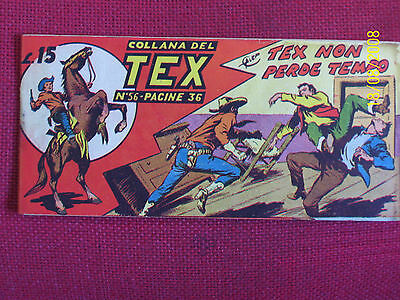 L.15
COLLANA DEL
TEX
N°56-PAGINE 36
TEX NON
PERDE TEMPO